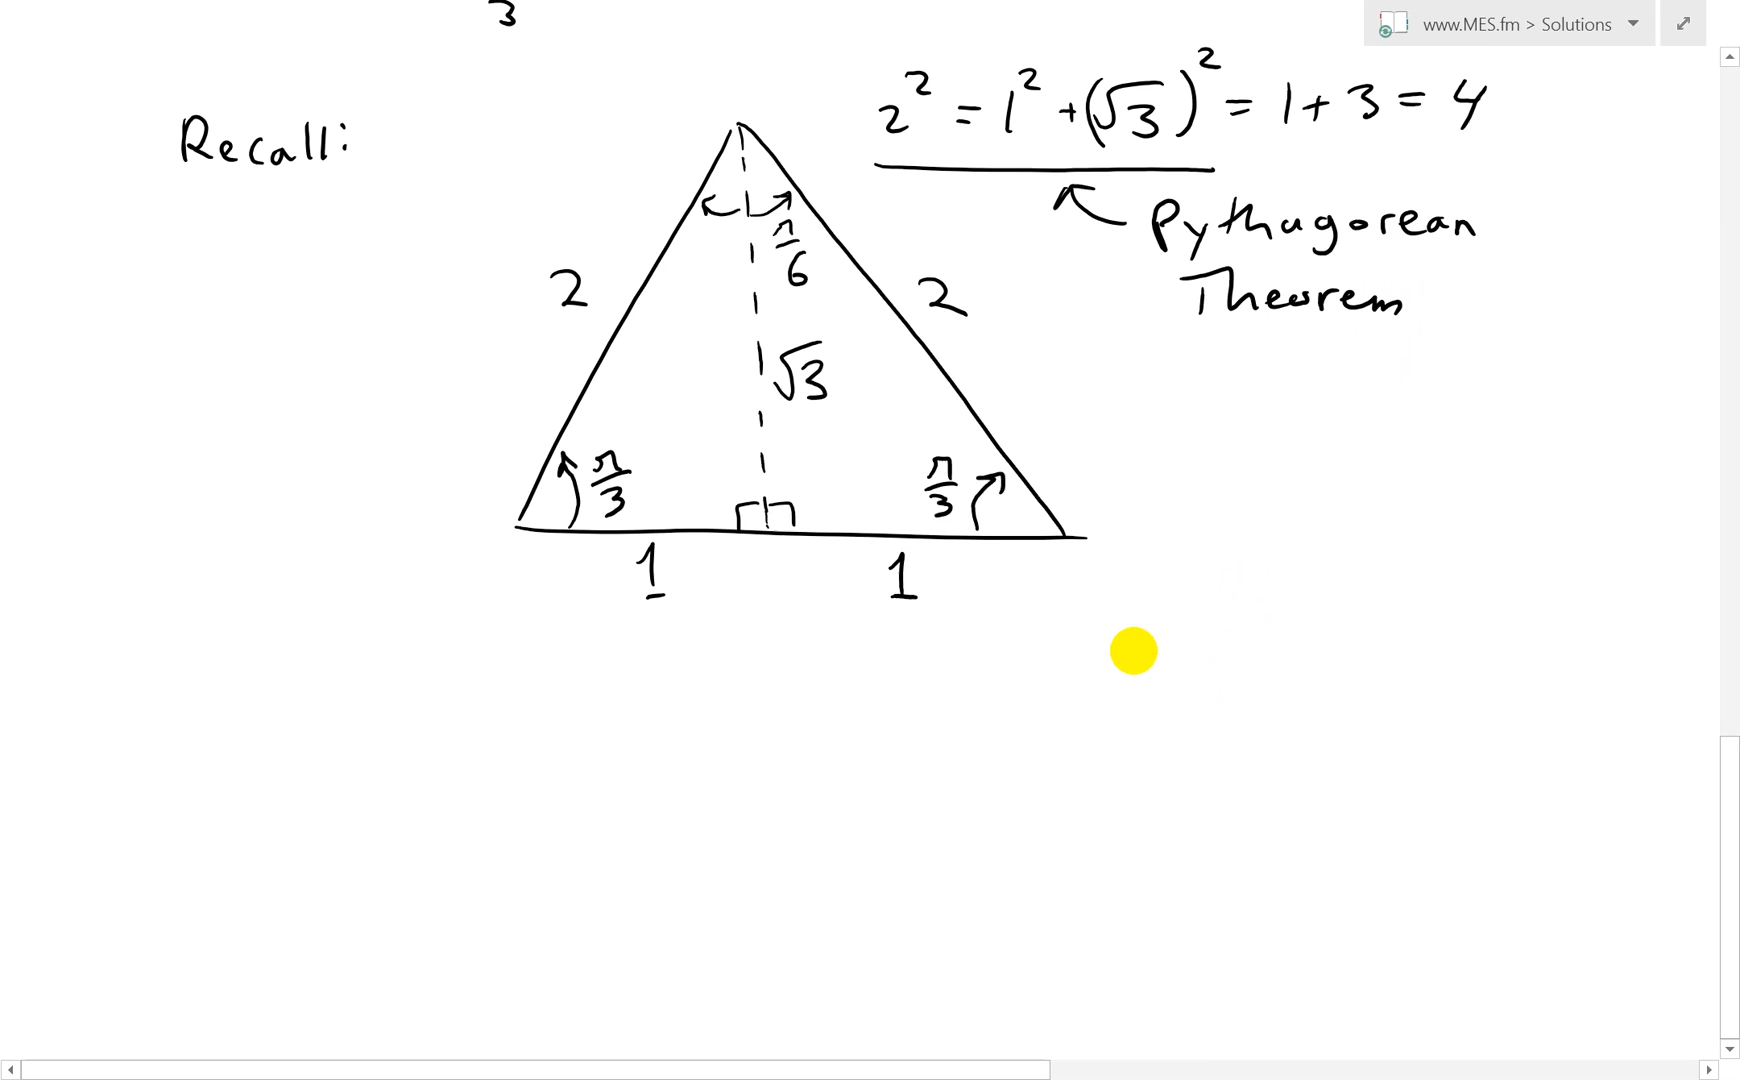 3
www.MES.fm > Solutions
2² = 1² + (√3)² = 1 + 3 = 4
Recall:
Pythagorean
Theorem
π/6
2
2
√3
π/3
π/3
1
1